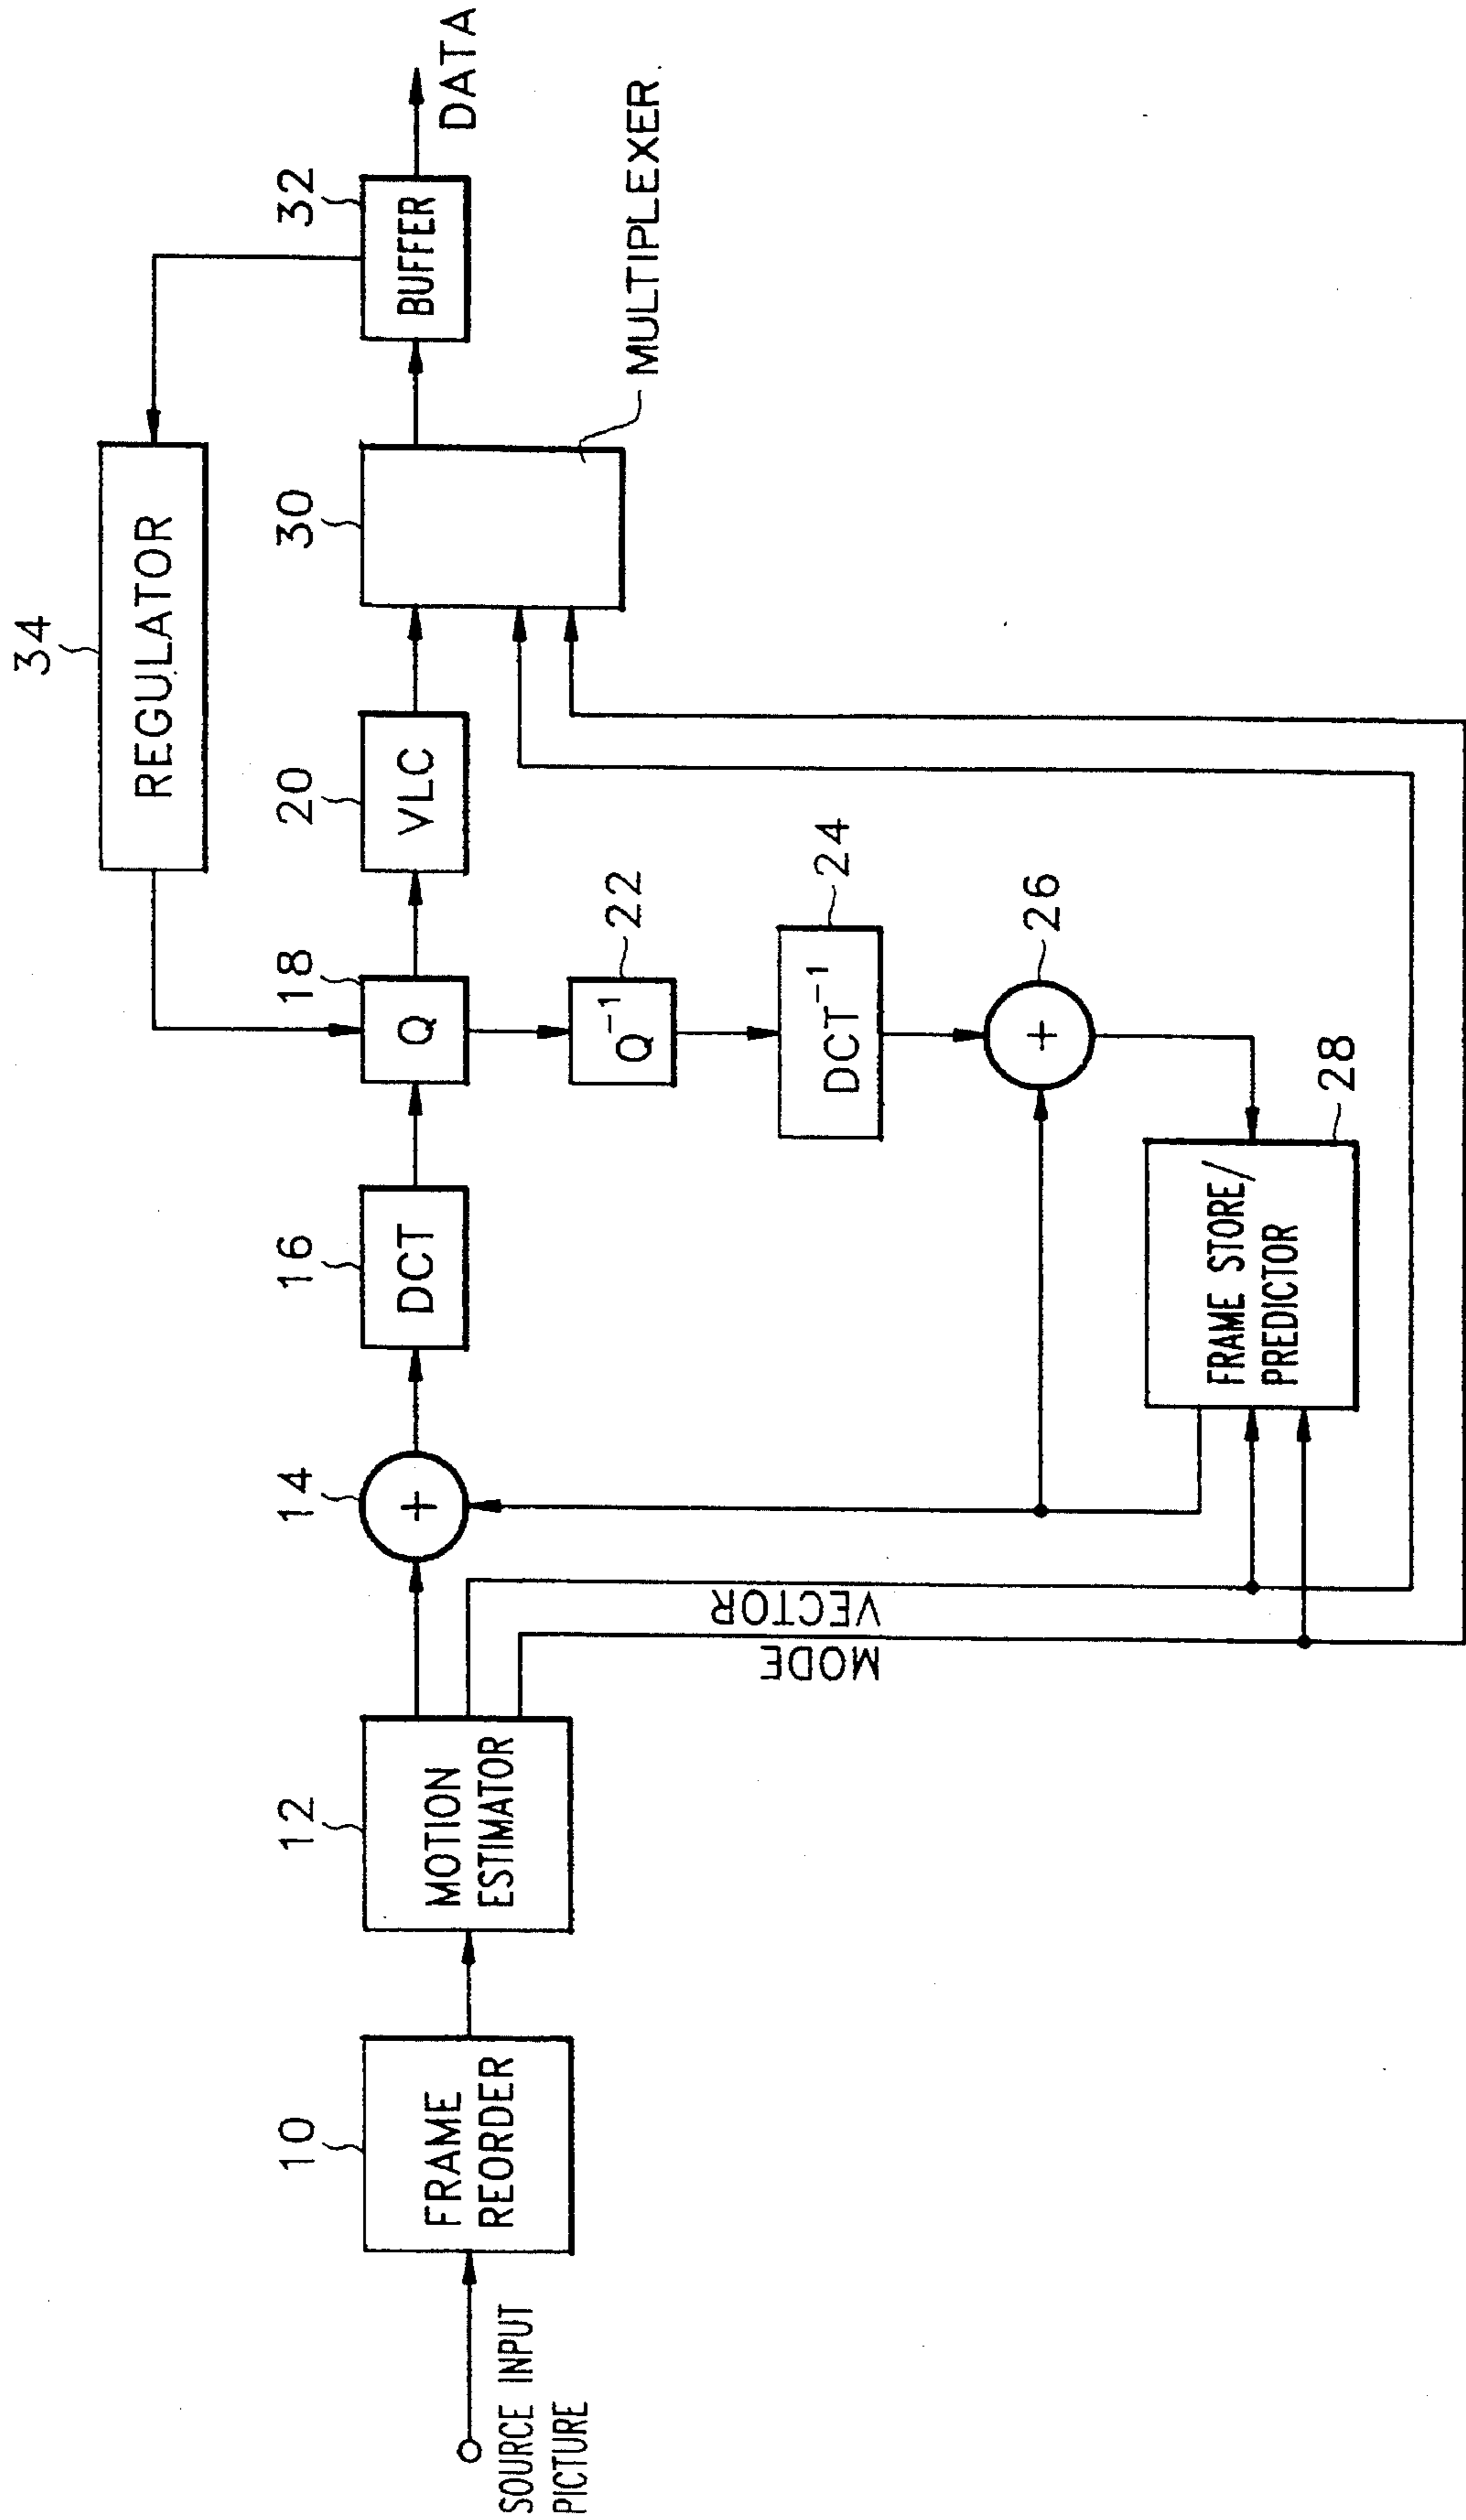 34
REGULATOR
10
12
14
16
18
20
30
32
FRAME
REORDER
MOTION
ESTIMATOR
+
DCT
Q
VLC
BUFFER
DATA
SOURCE INPUT
PICTURE
MULTIPLEXER
Q⁻¹
22
VECTOR
MODE
DCT⁻¹
24
+
26
FRAME STORE/
PREDICTOR
28